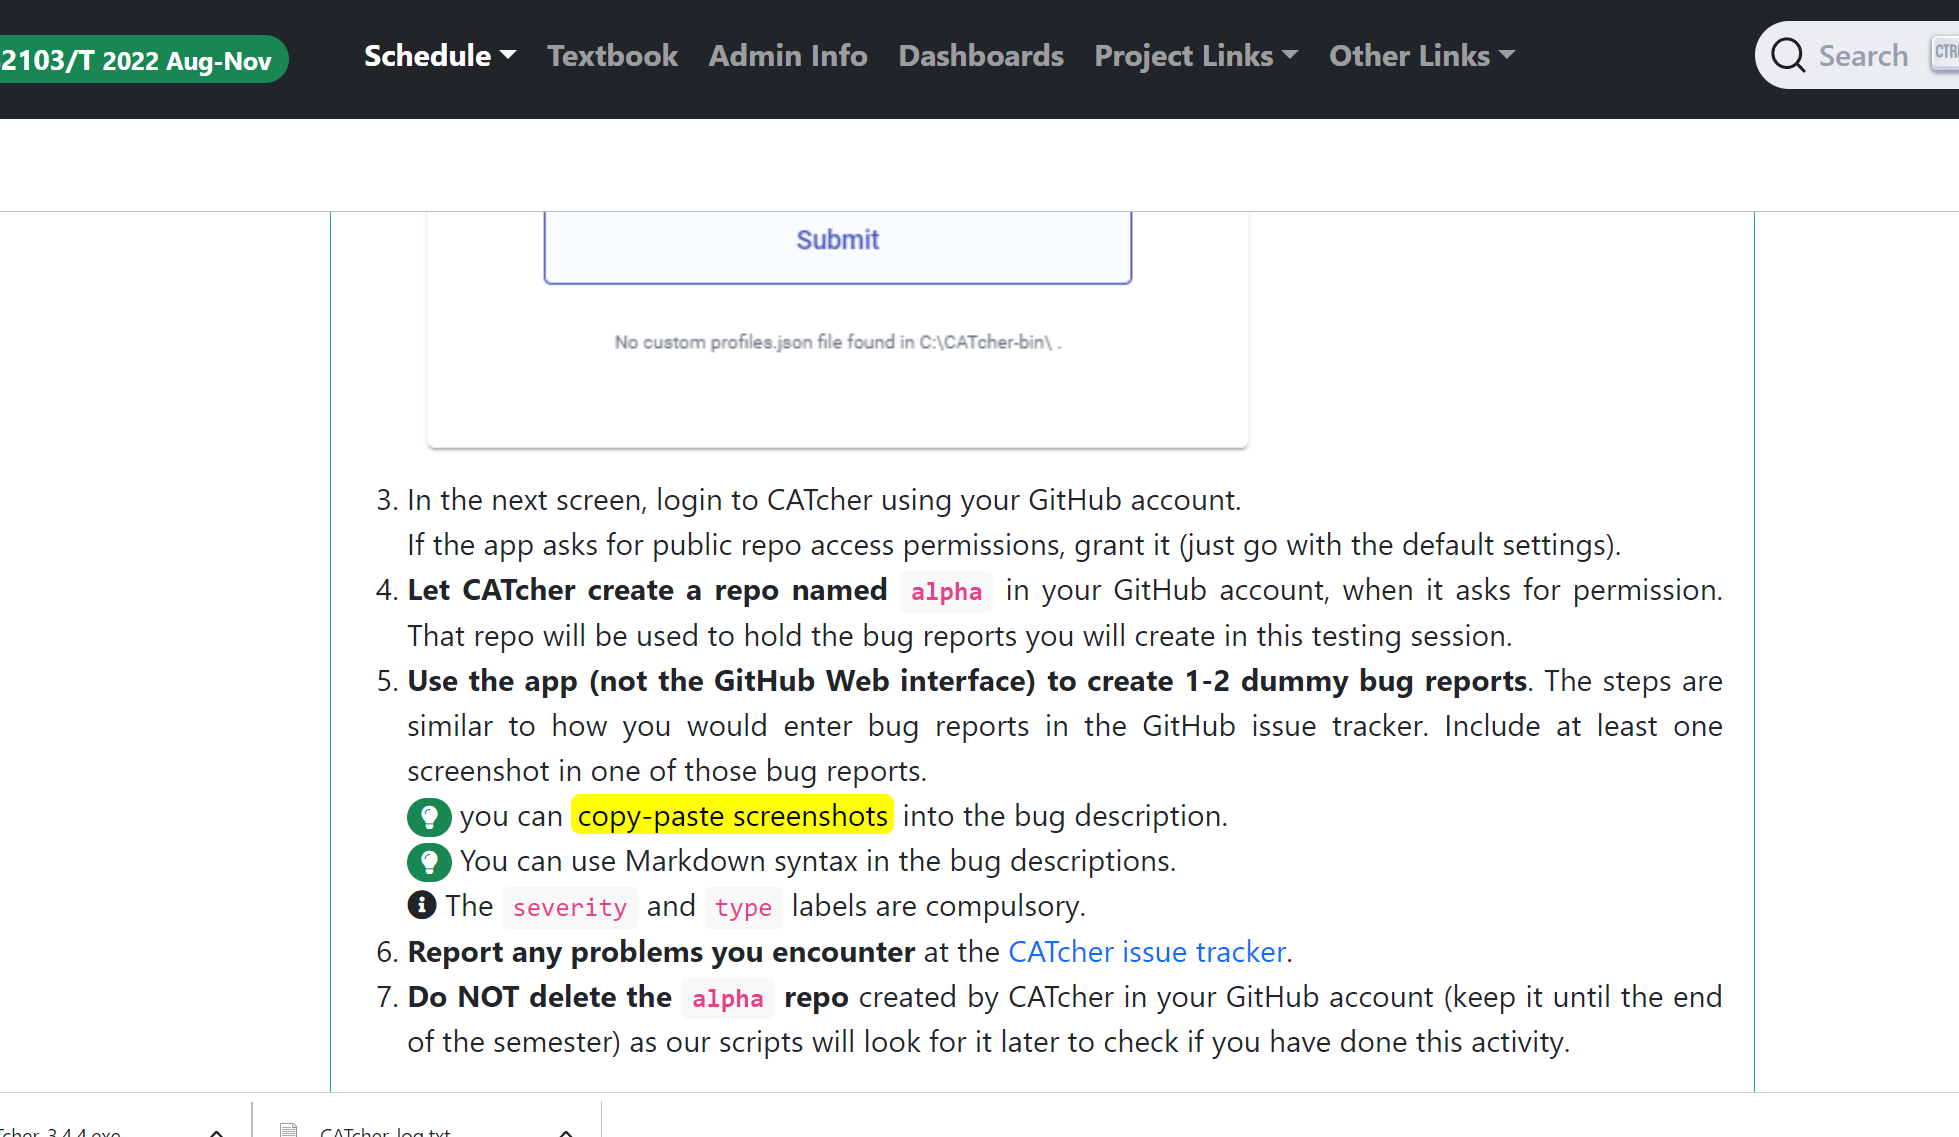 2103/T 2022 Aug-Nov Schedule Textbook Admin Info Dashboards Project Links Other Links Search
Submit
No custom profiles.json file found in C:\CATcher-bin\ .
3. In the next screen, login to CATcher using your GitHub account.
If the app asks for public repo access permissions, grant it (just go with the default settings).
4. Let CATcher create a repo named alpha in your GitHub account, when it asks for permission.
That repo will be used to hold the bug reports you will create in this testing session.
5. Use the app (not the GitHub Web interface) to create 1-2 dummy bug reports. The steps are
similar to how you would enter bug reports in the GitHub issue tracker. Include at least one
screenshot in one of those bug reports.
you can copy-paste screenshots into the bug description.
You can use Markdown syntax in the bug descriptions.
The severity and type labels are compulsory.
6. Report any problems you encounter at the CATcher issue tracker.
7. Do NOT delete the alpha repo created by CATcher in your GitHub account (keep it until the end
of the semester) as our scripts will look for it later to check if you have done this activity.
CATcher_log.txt